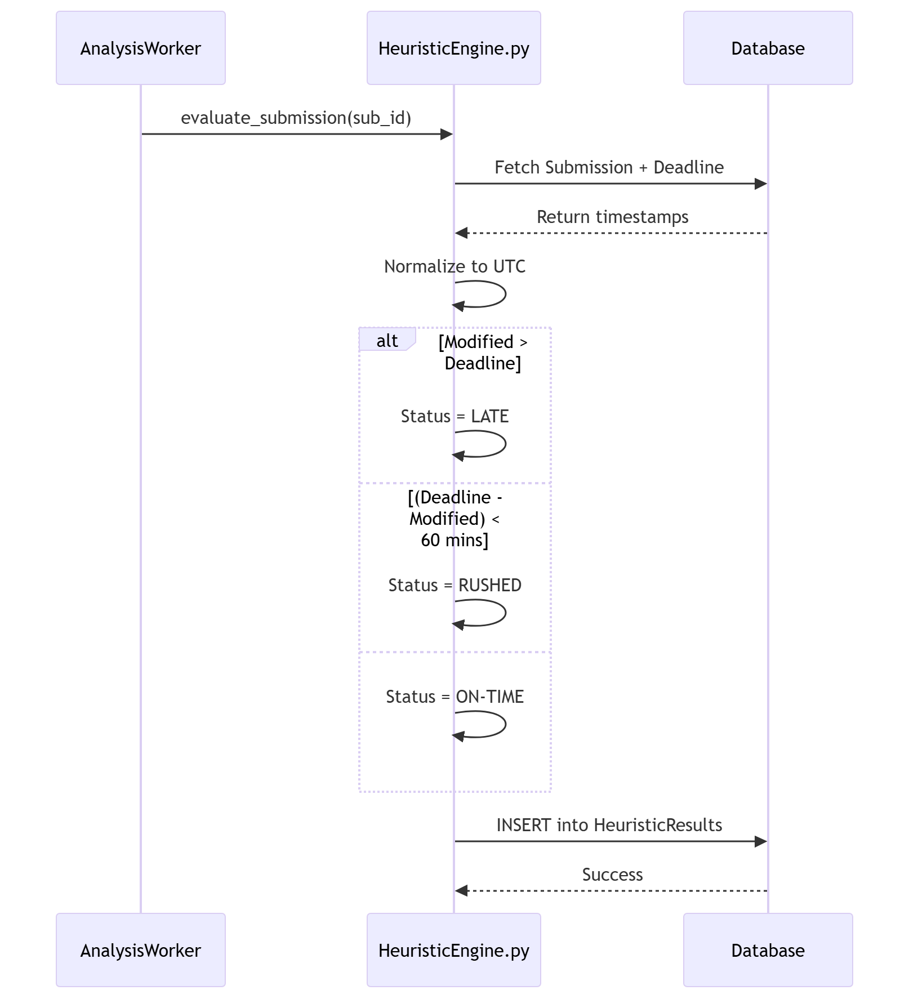 AnalysisWorker
HeuristicEngine.py
Database
evaluate_submission(sub_id)
Fetch Submission + Deadline
Return timestamps
Normalize to UTC
alt
[Modified >
Deadline]
Status = LATE
[(Deadline -
Modified) <
60 mins]
Status = RUSHED
Status = ON-TIME
INSERT into HeuristicResults
Success
AnalysisWorker
HeuristicEngine.py
Database